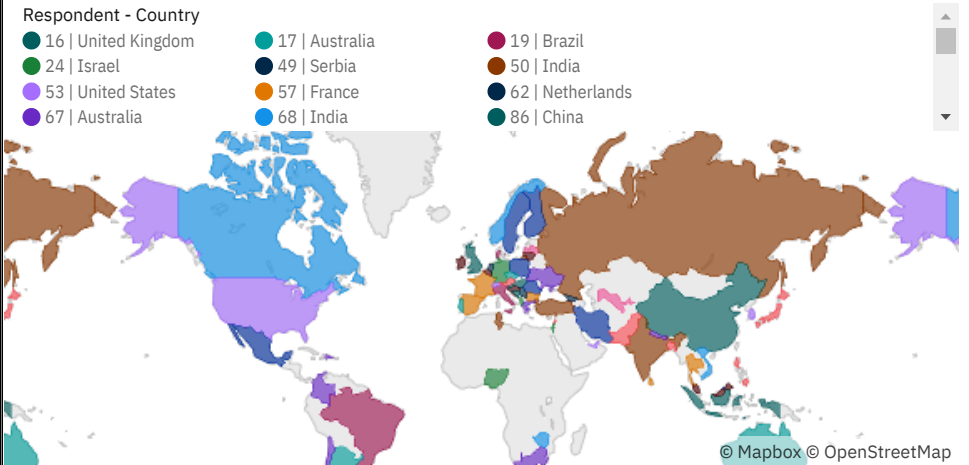 Respondent - Country
16 | United Kingdom 17 | Australia 19 | Brazil
24 | Israel 49 | Serbia 50 | India
53 | United States 57 | France 62 | Netherlands
67 | Australia 68 | India 86 | China
© Mapbox © OpenStreetMap